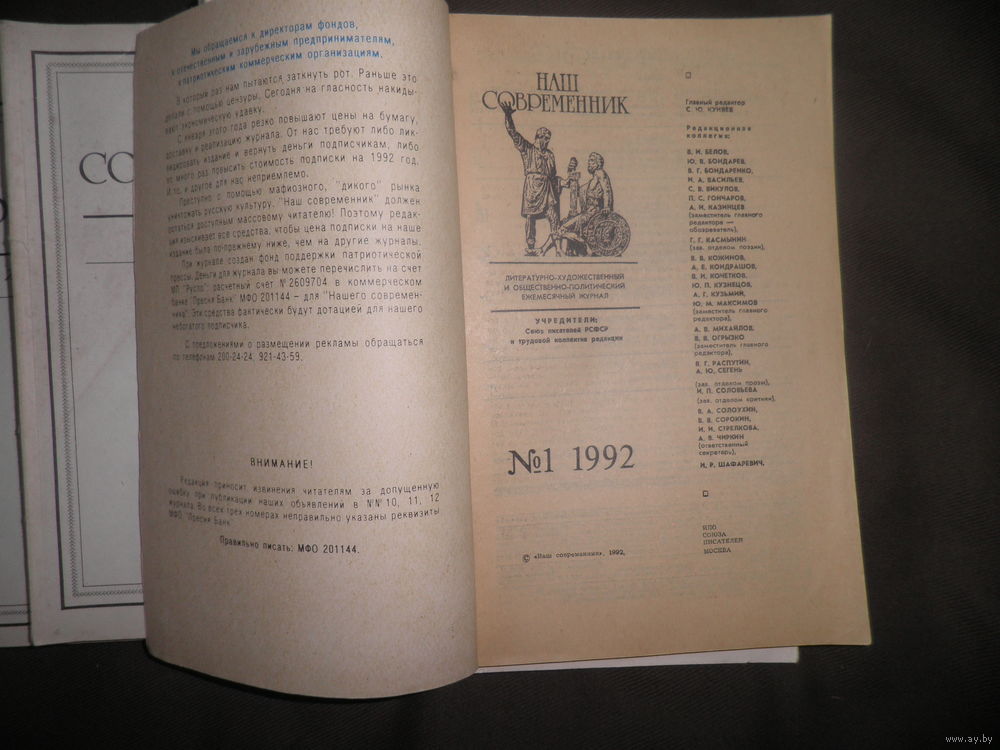 СО
Мы обращаемся к директорам фондов,
к отечественным и зарубежным предпринимателям,
к патриотическим коммерческим организациям.
В который раз нам пытаются заткнуть рот. Раньше это
делали с помощью цензуры. Сегодня на гласность накиды-
вают экономическую удавку.
С января этого года резко повышают цены на бумагу,
доставку и реализацию журнала. От нас требуют либо лик-
видировать издание и вернуть деньги подписчикам, либо
во много раз повысить стоимость подписки на 1992 год.
И то, и другое для нас неприемлемо.
Преступно с помощью мафиозного, "дикого" рынка
уничтожать русскую культуру. "Наш современник" должен
остаться доступным массовому читателю! Поэтому редак-
ция изыскивает все средства, чтобы цена подписки на наше
издание была по-прежнему ниже, чем на другие журналы.
При журнале создан фонд поддержки патриотической
прессы. Деньги для журнала вы можете перечислить на счет
МП "Руспо": расчетный счет №2609704 в коммерческом
банке "Пресня Банк" МФО 201144 – для "Нашего современ-
ника". Эти средства фактически будут дотацией для нашего
небогатого подписчика.
С предложениями о размещении рекламы обращаться
по телефонам 200-24-24, 921-43-59.
ВНИМАНИЕ!
Редакция приносит извинения читателям за допущенную
ошибку при публикации наших объявлений в №№10, 11, 12
журнала. Во всех трех номерах неправильно указаны реквизиты
МФО "Пресня Банк".
Правильно писать: МФО 201144.
НАШ
СОВРЕМЕННИК
ЛИТЕРАТУРНО-ХУДОЖЕСТВЕННЫЙ
И ОБЩЕСТВЕННО-ПОЛИТИЧЕСКИЙ
ЕЖЕМЕСЯЧНЫЙ ЖУРНАЛ
УЧРЕДИТЕЛИ:
Союз писателей РСФСР
и трудовой коллектив редакции
№1 1992
© «Наш современник», 1992.
Главный редактор
С. Ю. КУНЯЕВ
Редакционная
коллегия:
В. И. БЕЛОВ,
Ю. В. БОНДАРЕВ,
В. Г. БОНДАРЕНКО,
И. А. ВАСИЛЬЕВ,
С. В. ВИКУЛОВ,
П. С. ГОНЧАРОВ,
А. И. КАЗИНЦЕВ
(заместитель главного
редактора —
обозреватель),
Г. Г. КАСМЫНИН
(зав. отделом поэзии),
В. В. КОЖИНОВ,
А. Е. КОНДРАШОВ,
В. И. КОЧЕТКОВ,
Ю. П. КУЗНЕЦОВ,
А. Г. КУЗЬМИН,
Ю. М. МАКСИМОВ
(заместитель главного
редактора),
А. В. МИХАЙЛОВ,
В. В. ОГРЫЗКО
(заместитель главного
редактора),
В. Г. РАСПУТИН,
А. Ю. СЕГЕНЬ
(зав. отделом прозы),
И. П. СОЛОВЬЕВА
(зав. отделом критики),
В. А. СОЛОУХИН,
В. В. СОРОКИН,
И. И. СТРЕЛКОВА,
А. В. ЧИРКИН
(ответственный
секретарь),
И. Р. ШАФАРЕВИЧ.
ИПО
СОЮЗА
ПИСАТЕЛЕЙ
МОСКВА
www.ay.by